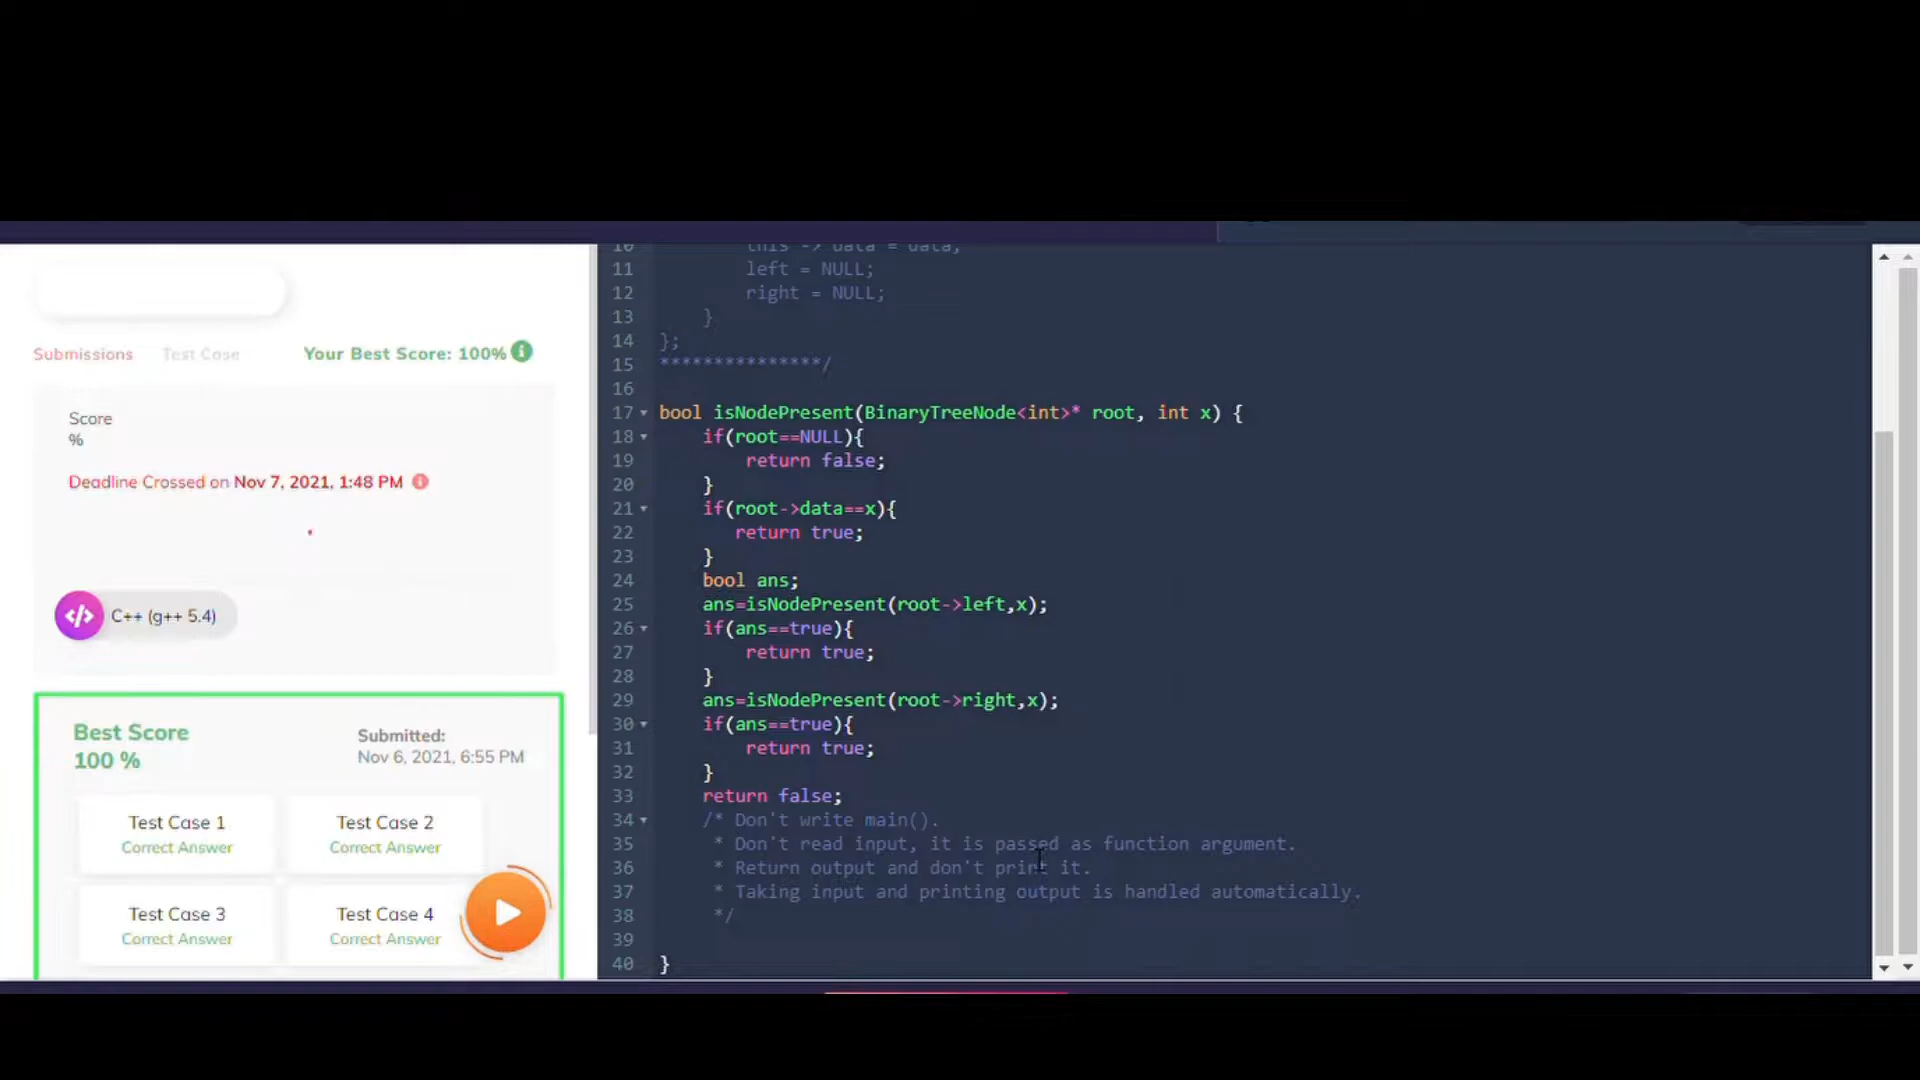 Submissions Test Case Your Best Score: 100%
Score
%
Deadline Crossed on Nov 7, 2021, 1:48 PM
C++ (g++ 5.4)
Best Score
100 %
Submitted:
Nov 6, 2021, 6:55 PM
Test Case 1
Correct Answer
Test Case 2
Correct Answer
Test Case 3
Correct Answer
Test Case 4
Correct Answer
10 this -> data = data;
11 left = NULL;
12 right = NULL;
13 }
14 };
15 ***************/
16
17 bool isNodePresent(BinaryTreeNode<int>* root, int x) {
18 if(root==NULL){
19 return false;
20 }
21 if(root->data==x){
22 return true;
23 }
24 bool ans;
25 ans=isNodePresent(root->left,x);
26 if(ans==true){
27 return true;
28 }
29 ans=isNodePresent(root->right,x);
30 if(ans==true){
31 return true;
32 }
33 return false;
34 /* Don't write main().
35 * Don't read input, it is passed as function argument.
36 * Return output and don't print it.
37 * Taking input and printing output is handled automatically.
38 */
39
40 }